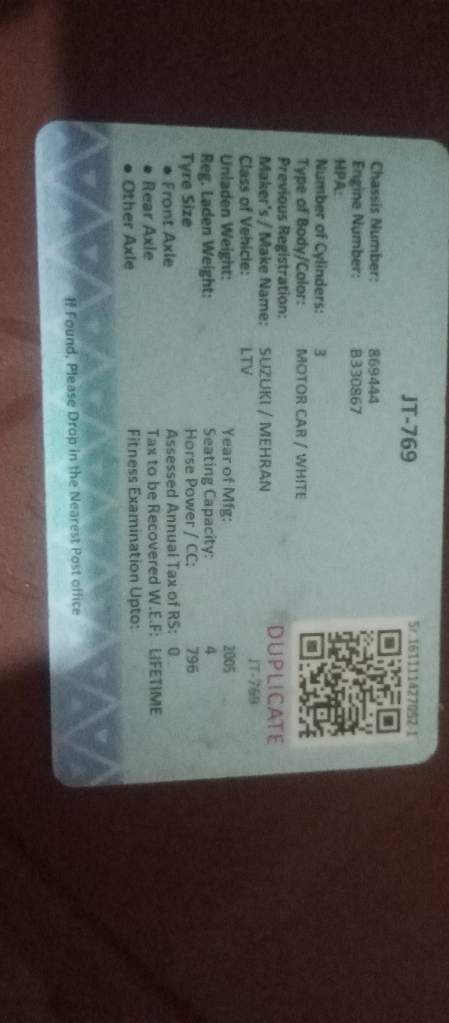 JT-769
Sr.161111477052-1
Chassis Number: 869444
Engine Number: B330867
HPA:
Number of Cylinders: 3
Type of Body/Color: MOTOR CAR / WHITE
Previous Registration:
DUPLICATE
Maker's / Make Name: SUZUKI / MEHRAN
JT-769
Class of Vehicle: LTV
Unladen Weight: Year of Mfg: 2005
Reg. Laden Weight: Seating Capacity: 4
Tyre Size Horse Power / CC: 796
• Front Axle Assessed Annual Tax of RS: 0
• Rear Axle Tax to be Recovered W.E.F: LIFETIME
• Other Axle Fitness Examination Upto:
If Found, Please Drop in the Nearest Post office